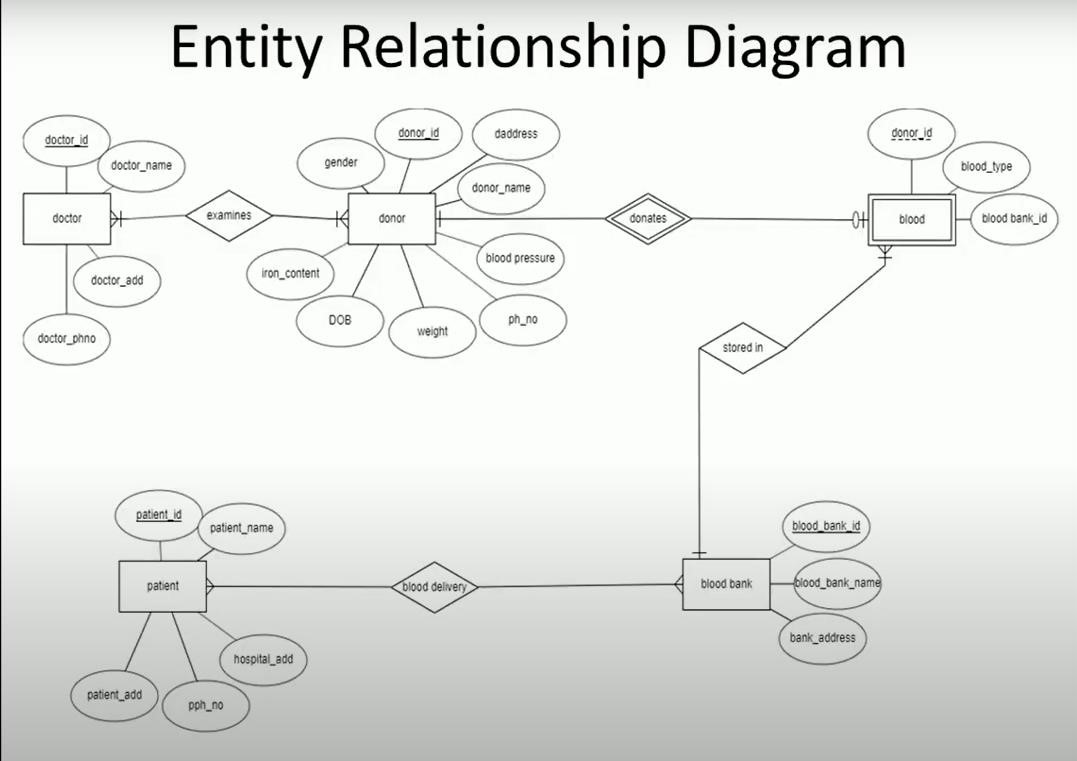 Entity Relationship Diagram
doctor_id
doctor_name
doctor
doctor_add
doctor_phno
examines
gender
donor_id
daddress
donor_name
donor
iron_content
DOB
weight
ph_no
blood pressure
donates
donor_id
blood_type
blood bank_id
blood
stored in
patient_id
patient_name
patient
patient_add
pph_no
hospital_add
blood delivery
blood bank
blood_bank_id
blood_bank_name
bank_address